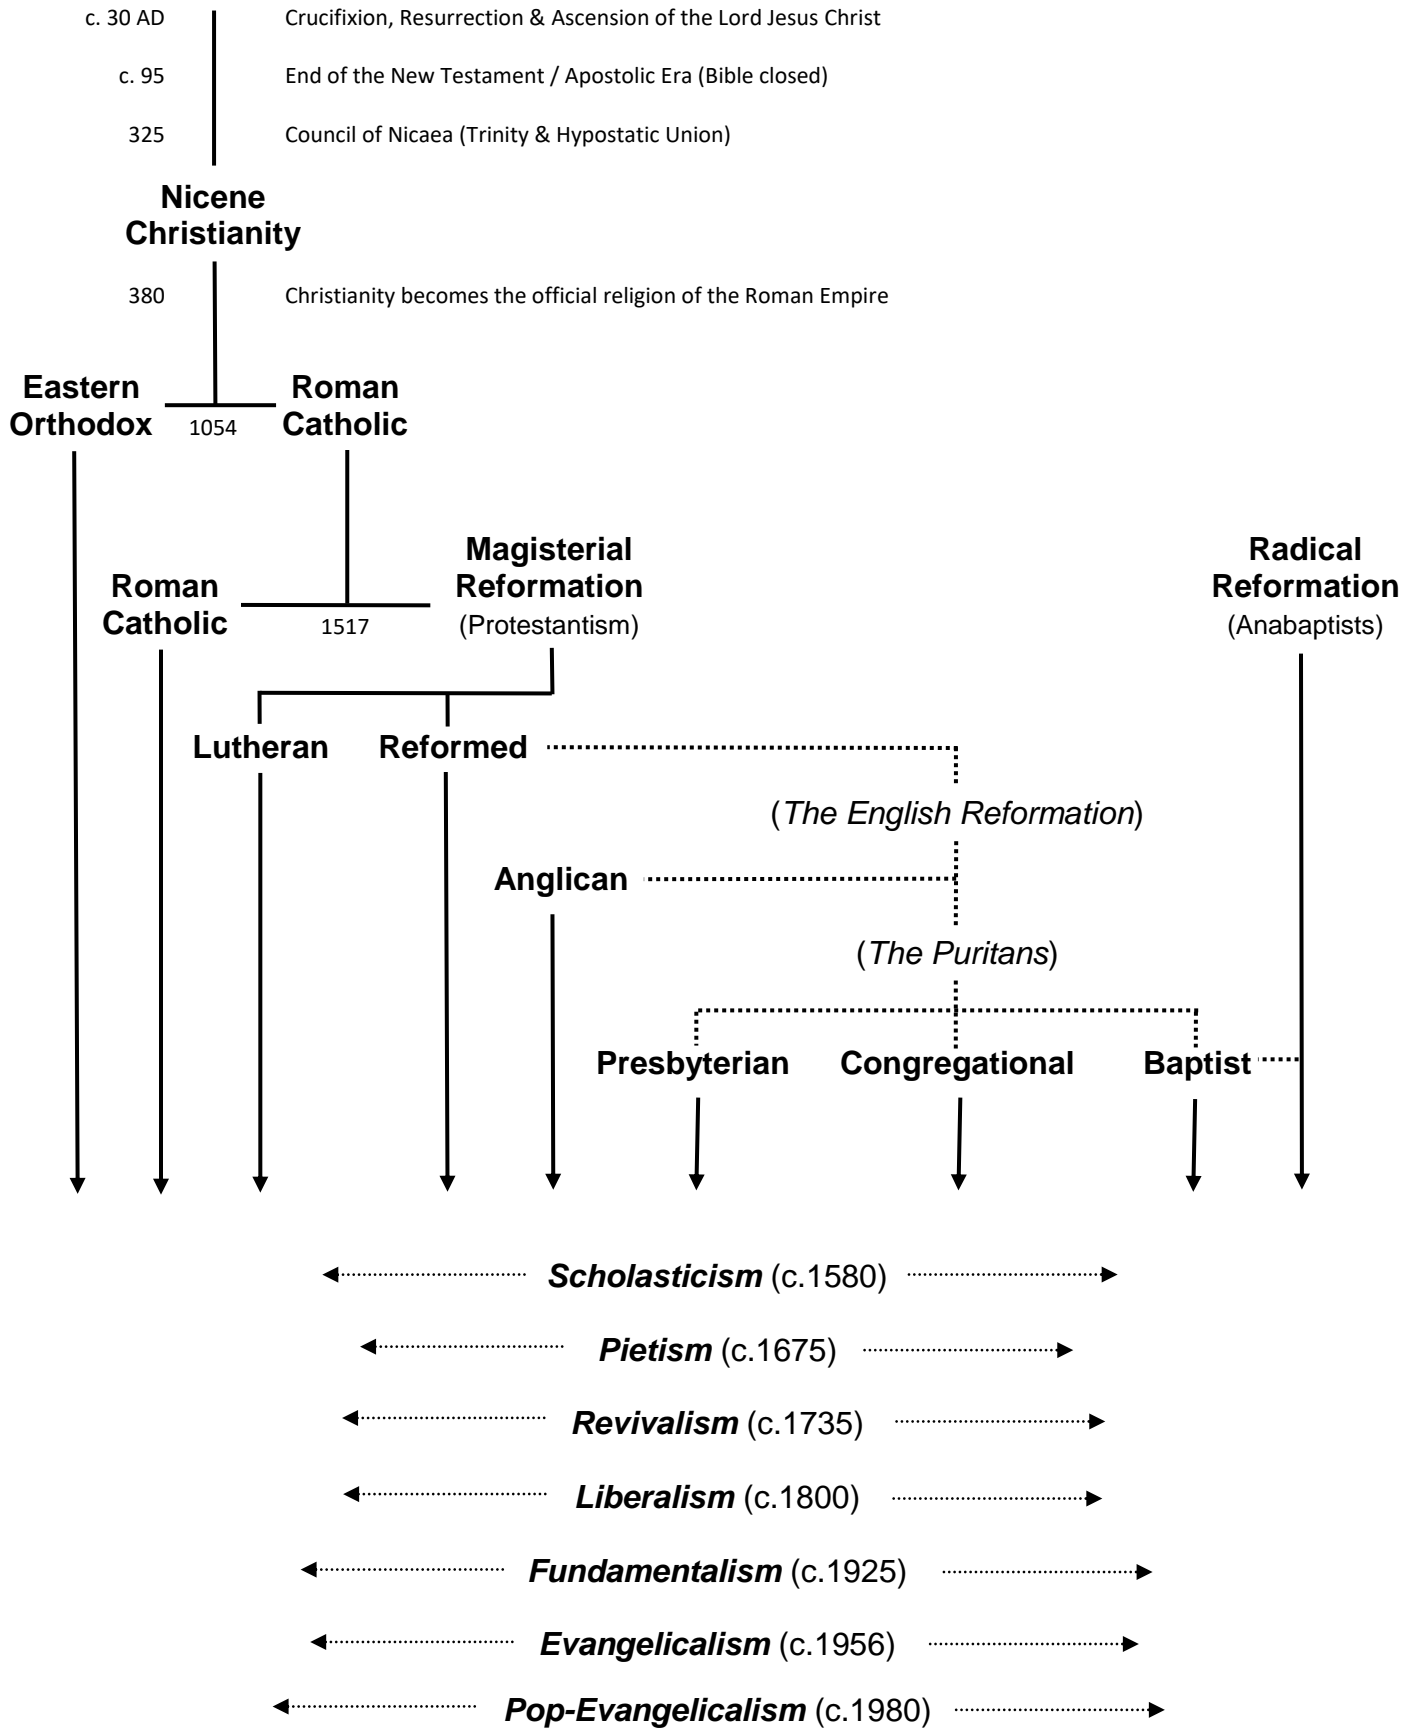 c. 30 AD Crucifixion, Resurrection & Ascension of the Lord Jesus Christ
c. 95 End of the New Testament / Apostolic Era (Bible closed)
325 Council of Nicaea (Trinity & Hypostatic Union)
Nicene
Christianity
380 Christianity becomes the official religion of the Roman Empire
Eastern
Orthodox
1054
Roman
Catholic
Roman
Catholic
1517
Magisterial
Reformation
(Protestantism)
Radical
Reformation
(Anabaptists)
Lutheran
Reformed
(The English Reformation)
Anglican
(The Puritans)
Presbyterian
Congregational
Baptist
Scholasticism (c.1580)
Pietism (c.1675)
Revivalism (c.1735)
Liberalism (c.1800)
Fundamentalism (c.1925)
Evangelicalism (c.1956)
Pop-Evangelicalism (c.1980)